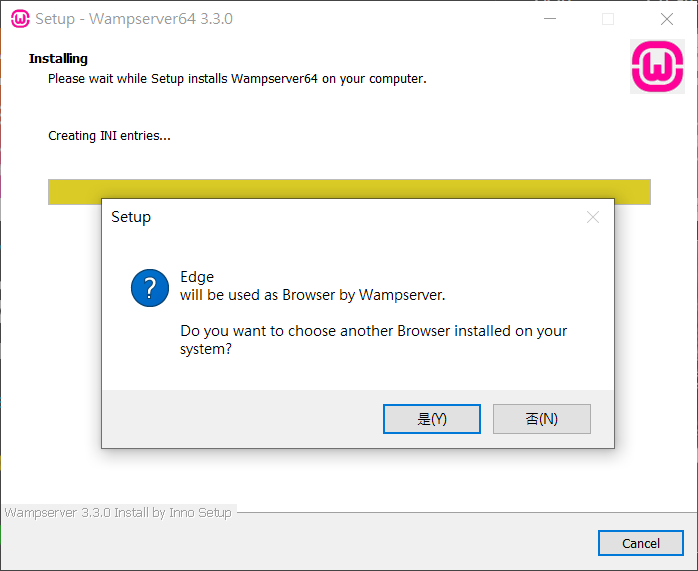 Setup - Wampserver64 3.3.0
Installing
Please wait while Setup installs Wampserver64 on your computer.
Creating INI entries...
Setup
Edge
will be used as Browser by Wampserver.
Do you want to choose another Browser installed on your
system?
是(Y)
否(N)
Wampserver 3.3.0 Install by Inno Setup
Cancel